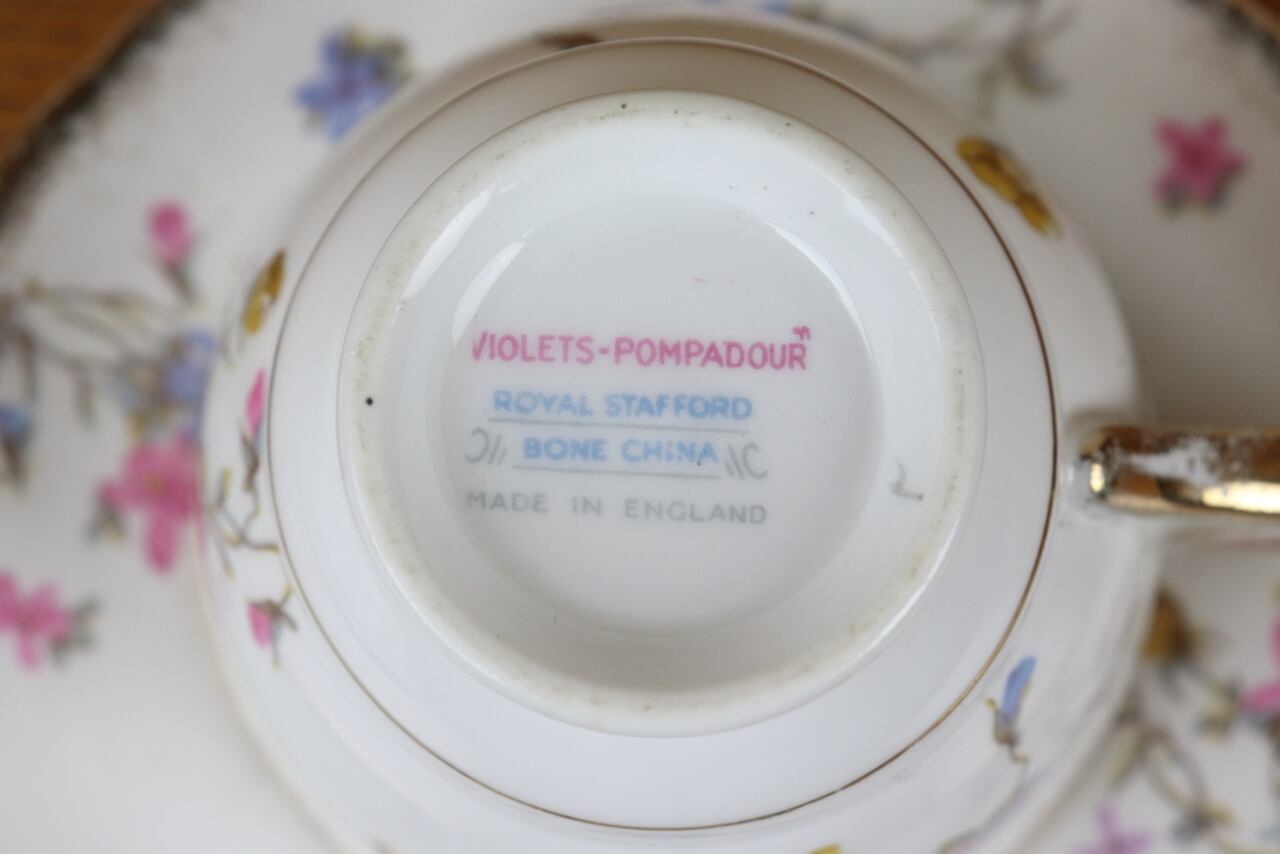 VIOLETS-POMPADOUR
ROYAL STAFFORD
BONE CHINA
MADE IN ENGLAND